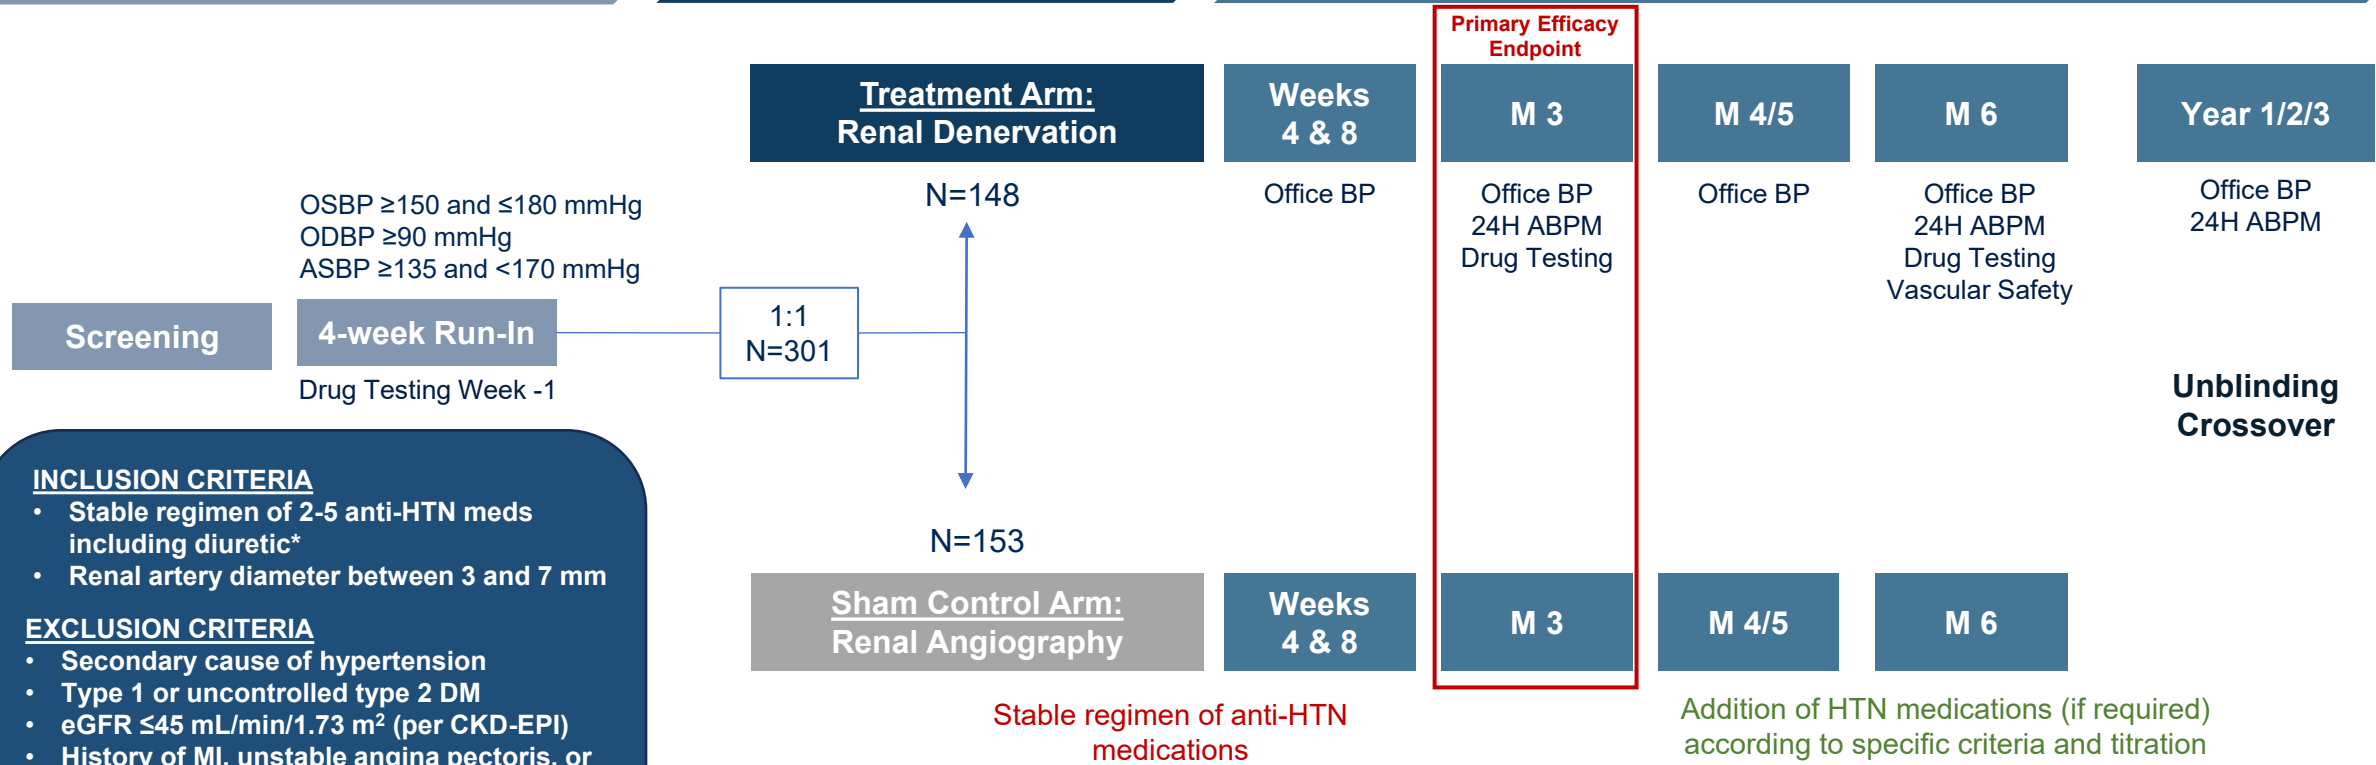 Primary Efficacy
Endpoint
Treatment Arm:
Renal Denervation
Weeks
4 & 8
M 3
M 4/5
M 6
Year 1/2/3
N=148
Office BP
Office BP
24H ABPM
Drug Testing
Office BP
Office BP
24H ABPM
Drug Testing
Vascular Safety
Office BP
24H ABPM
OSBP ≥150 and ≤180 mmHg
ODBP ≥90 mmHg
ASBP ≥135 and <170 mmHg
Screening
4-week Run-In
Drug Testing Week -1
1:1
N=301
Unblinding
Crossover
INCLUSION CRITERIA
• Stable regimen of 2-5 anti-HTN meds
including diuretic*
• Renal artery diameter between 3 and 7 mm
EXCLUSION CRITERIA
• Secondary cause of hypertension
• Type 1 or uncontrolled type 2 DM
• eGFR ≤45 mL/min/1.73 m² (per CKD-EPI)
• History of MI, unstable angina pectoris, or
N=153
Sham Control Arm:
Renal Angiography
Weeks
4 & 8
M 3
M 4/5
M 6
Stable regimen of anti-HTN
medications
Addition of HTN medications (if required)
according to specific criteria and titration